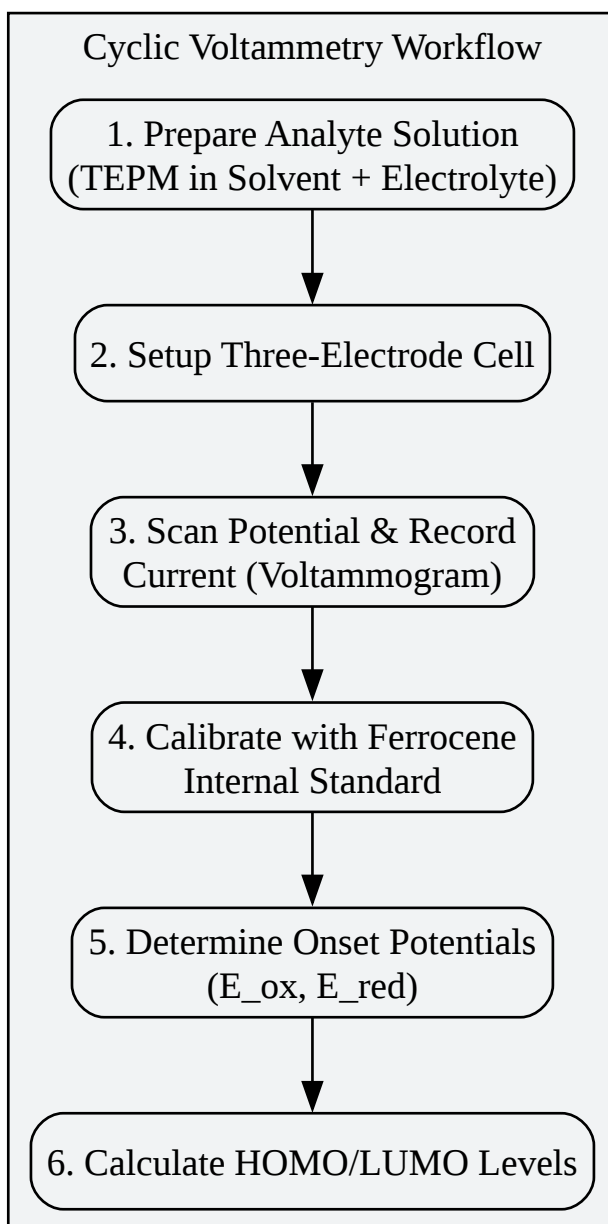 Cyclic Voltammetry Workflow
1. Prepare Analyte Solution
(TEPM in Solvent + Electrolyte)
2. Setup Three-Electrode Cell
3. Scan Potential & Record
Current (Voltammogram)
4. Calibrate with Ferrocene
Internal Standard
5. Determine Onset Potentials
(E_ox, E_red)
6. Calculate HOMO/LUMO Levels